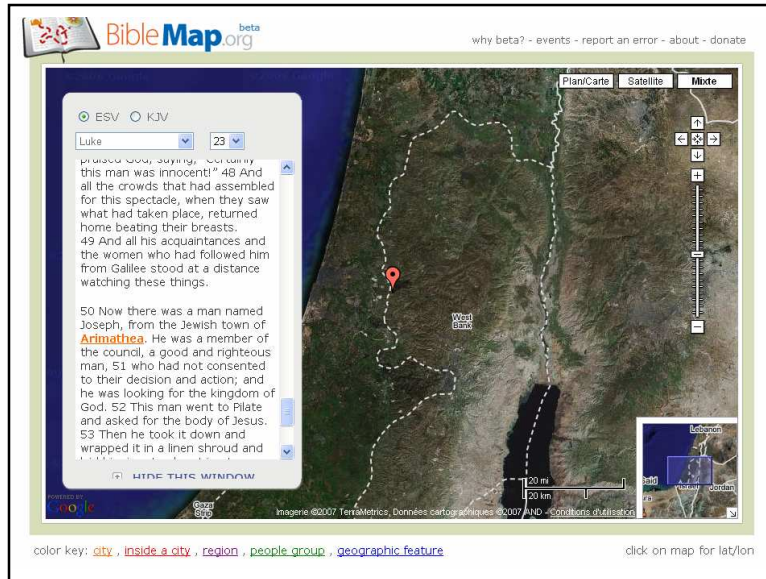 BibleMap.org beta
why beta? - events - report an error - about - donate
Plan/Carte Satellite Mixte
ESV KJV
Luke 23
praised God, saying, "Certainly
this man was innocent!" 48 And
all the crowds that had assembled
for this spectacle, when they saw
what had taken place, returned
home beating their breasts.
49 And all his acquaintances and
the women who had followed him
from Galilee stood at a distance
watching these things.
50 Now there was a man named
Joseph, from the Jewish town of
Arimathea. He was a member of
the council, a good and righteous
man, 51 who had not consented
to their decision and action; and
he was looking for the kingdom of
God. 52 This man went to Pilate
and asked for the body of Jesus.
53 Then he took it down and
wrapped it in a linen shroud and
HIDE THIS WINDOW
West
Bank
Lebanon
Israel
Jordan
20 mi
20 km
POWERED BY
Google
Gaza
Strip
Imagerie ©2007 TerraMetrics, Données cartographiques ©2007 AND - Conditions d'utilisation
color key: city , inside a city , region , people group , geographic feature
click on map for lat/lon